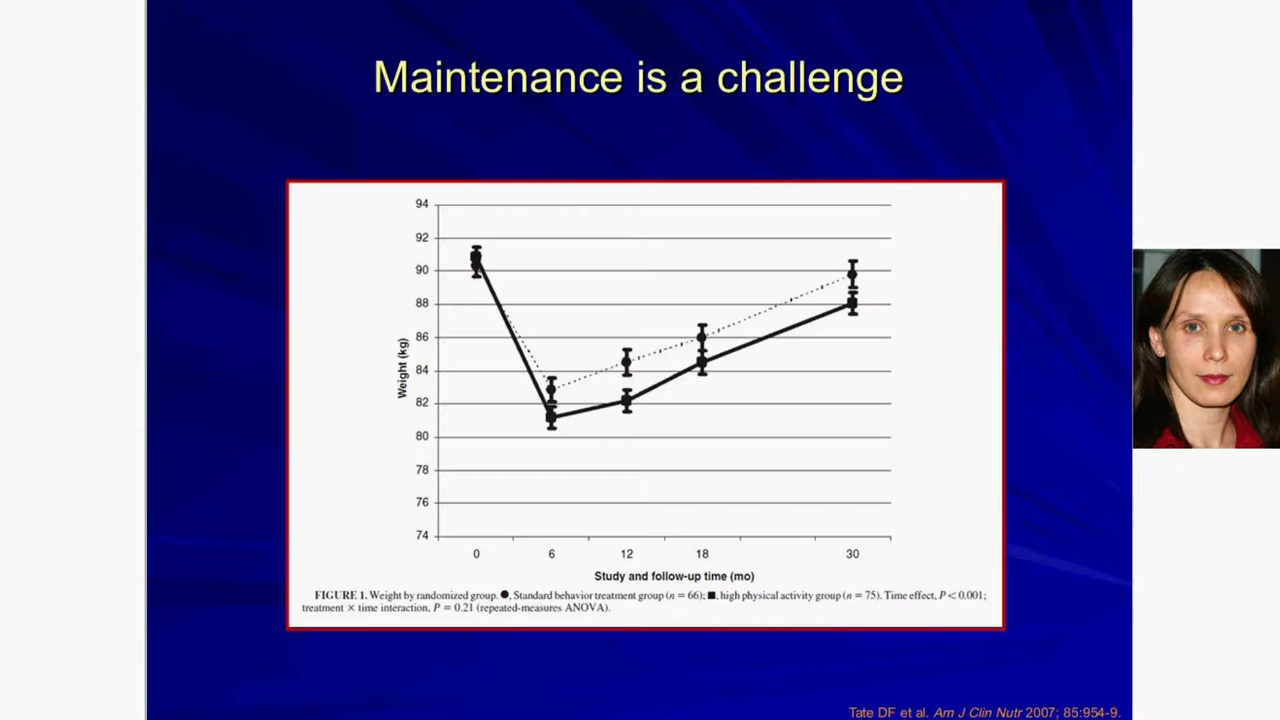 Maintenance is a challenge
94
92
90
88
86
84
82
80
78
76
74
Weight (kg)
0 6 12 18 30
Study and follow-up time (mo)
FIGURE 1. Weight by randomized group. ●, Standard behavior treatment group (n = 66); ■, high physical activity group (n = 75). Time effect, P < 0.001;
treatment × time interaction, P = 0.21 (repeated-measures ANOVA).
Tate DF et al. Am J Clin Nutr 2007; 85:954-9.